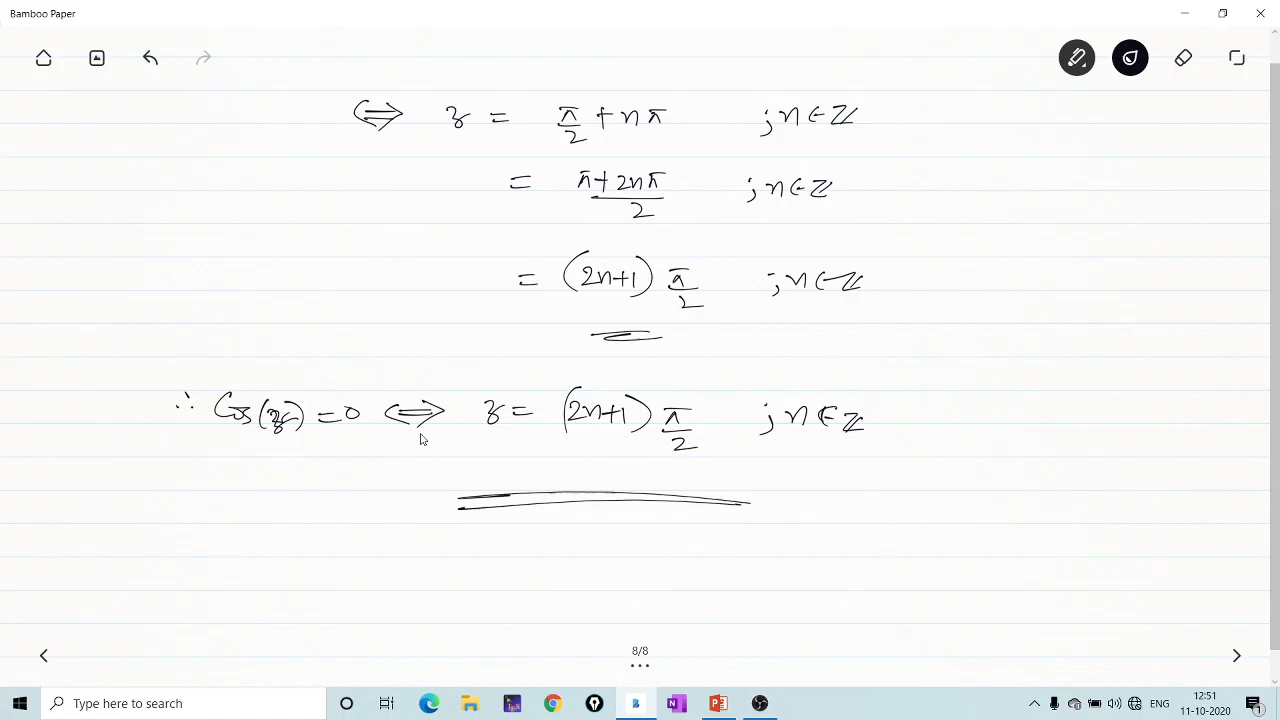 Bamboo Paper
⟺ z = π/2 + nπ ; n ∈ ℤ
= π+2nπ/2 ; n ∈ ℤ
= (2n+1) π/2 ; n ∈ ℤ
∴ Cos(z) = 0 ⟺ z = (2n+1) π/2 ; n ∈ ℤ
8/8
Type here to search
ENG
12:51
11-10-2020